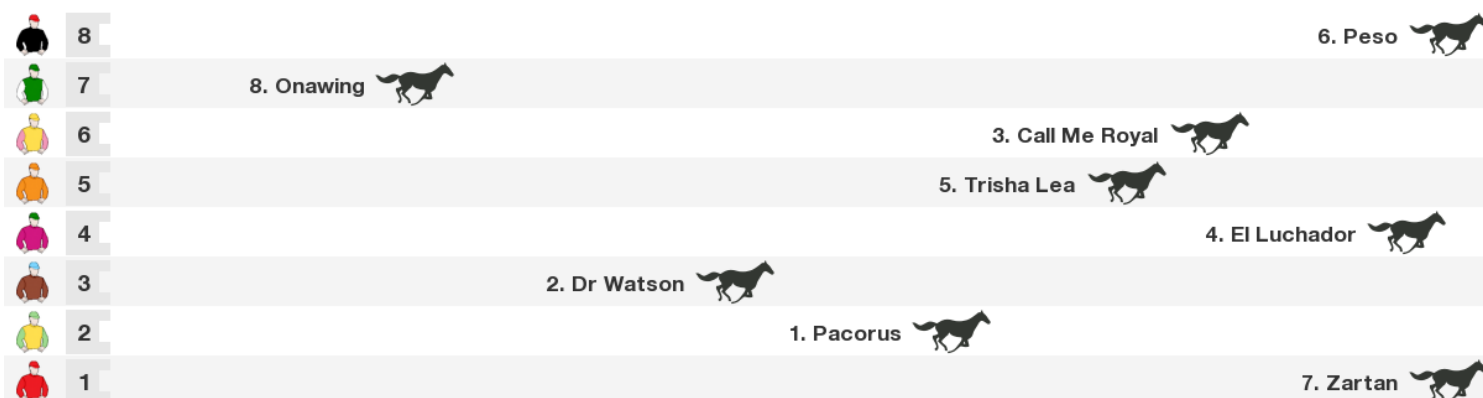 8 6. Peso
7 8. Onawing
6 3. Call Me Royal
5 5. Trisha Lea
4 4. El Luchador
3 2. Dr Watson
2 1. Pacorus
1 7. Zartan